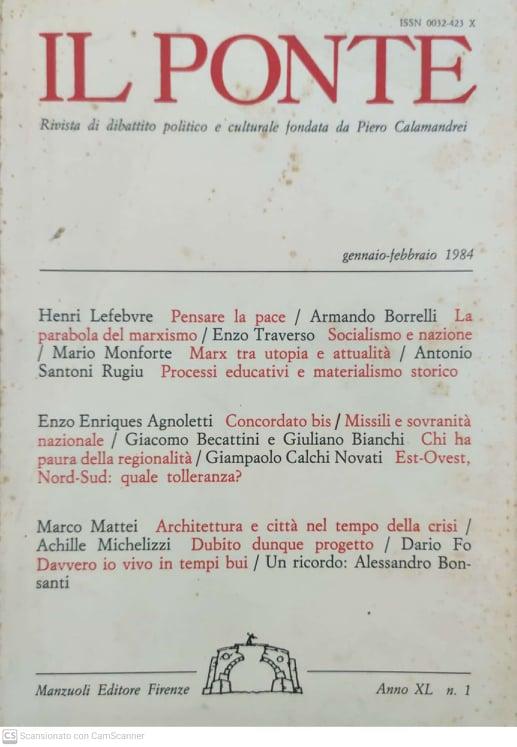 ISSN 0032-423 X
IL PONTE
Rivista di dibattito politico e culturale fondata da Piero Calamandrei
gennaio-febbraio 1984
Henri Lefebvre Pensare la pace / Armando Borrelli La
parabola del marxismo / Enzo Traverso Socialismo e nazione
/ Mario Monforte Marx tra utopia e attualità / Antonio
Santoni Rugiu Processi educativi e materialismo storico
Enzo Enriques Agnoletti Concordato bis / Missili e sovranità
nazionale / Giacomo Becattini e Giuliano Bianchi Chi ha
paura della regionalità / Giampaolo Calchi Novati Est-Ovest,
Nord-Sud: quale tolleranza?
Marco Mattei Architettura e città nel tempo della crisi /
Achille Michelizzi Dubito dunque progetto / Dario Fo
Davvero io vivo in tempi bui / Un ricordo: Alessandro Bon-
santi
Manzuoli Editore Firenze
Anno XL n. 1
CS Scansionato con CamScanner